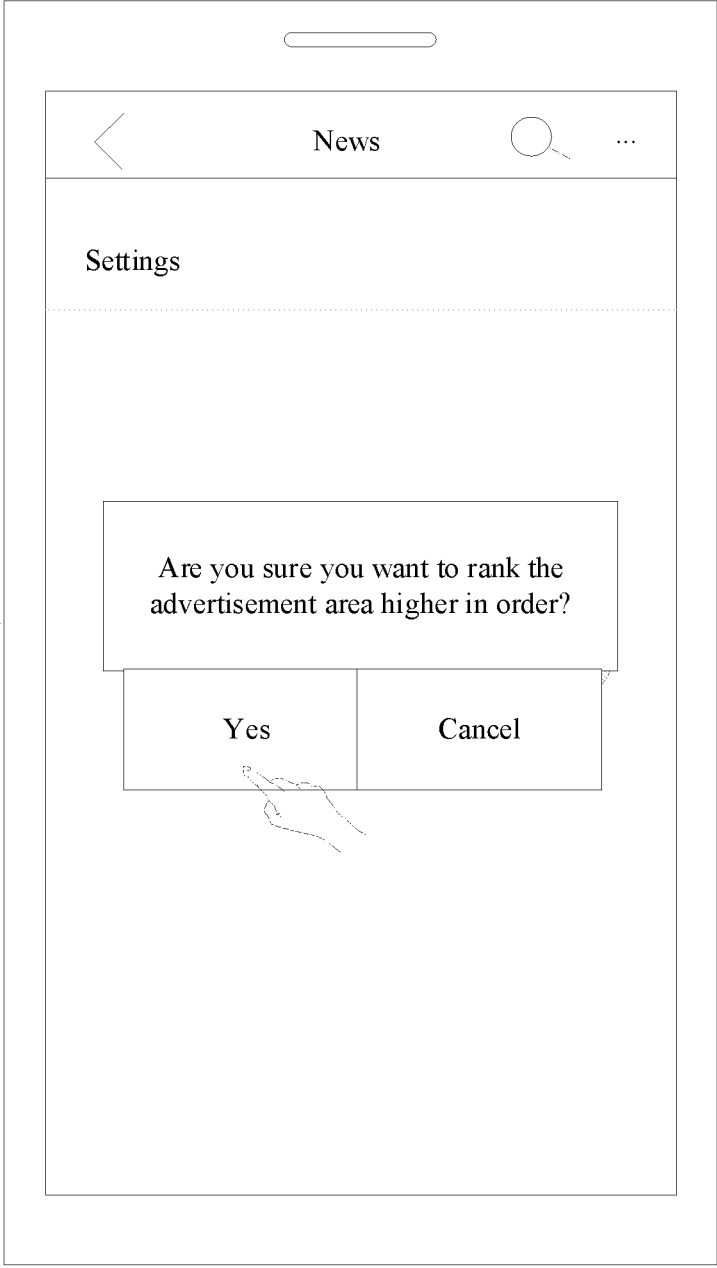 News ...
Settings
Are you sure you want to rank the
advertisement area higher in order?
Yes Cancel